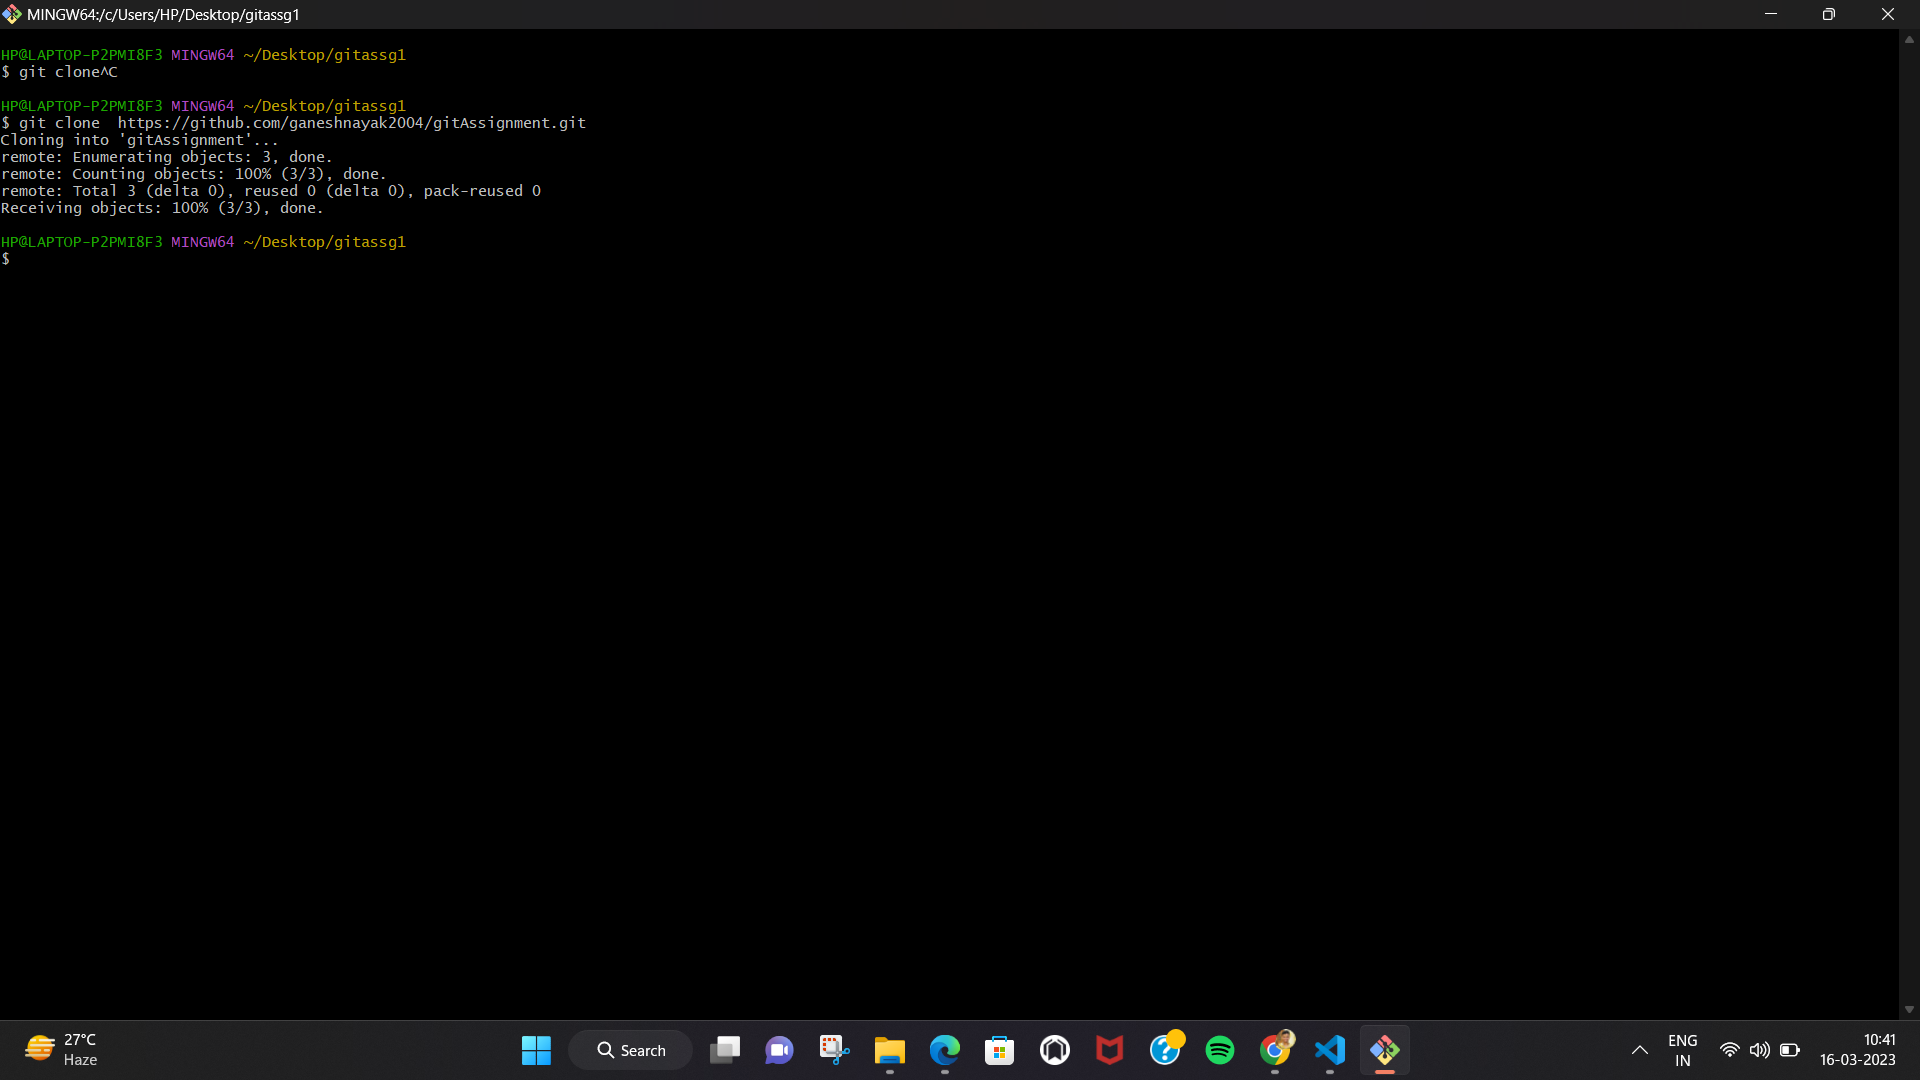 MINGW64:/c/Users/HP/Desktop/gitassg1
HP@LAPTOP-P2PMI8F3 MINGW64 ~/Desktop/gitassg1
$ git clone^C
HP@LAPTOP-P2PMI8F3 MINGW64 ~/Desktop/gitassg1
$ git clone  https://github.com/ganeshnayak2004/gitAssignment.git
Cloning into 'gitAssignment'...
remote: Enumerating objects: 3, done.
remote: Counting objects: 100% (3/3), done.
remote: Total 3 (delta 0), reused 0 (delta 0), pack-reused 0
Receiving objects: 100% (3/3), done.
HP@LAPTOP-P2PMI8F3 MINGW64 ~/Desktop/gitassg1
$
27°C
Haze
Search
ENG
IN
10:41
16-03-2023